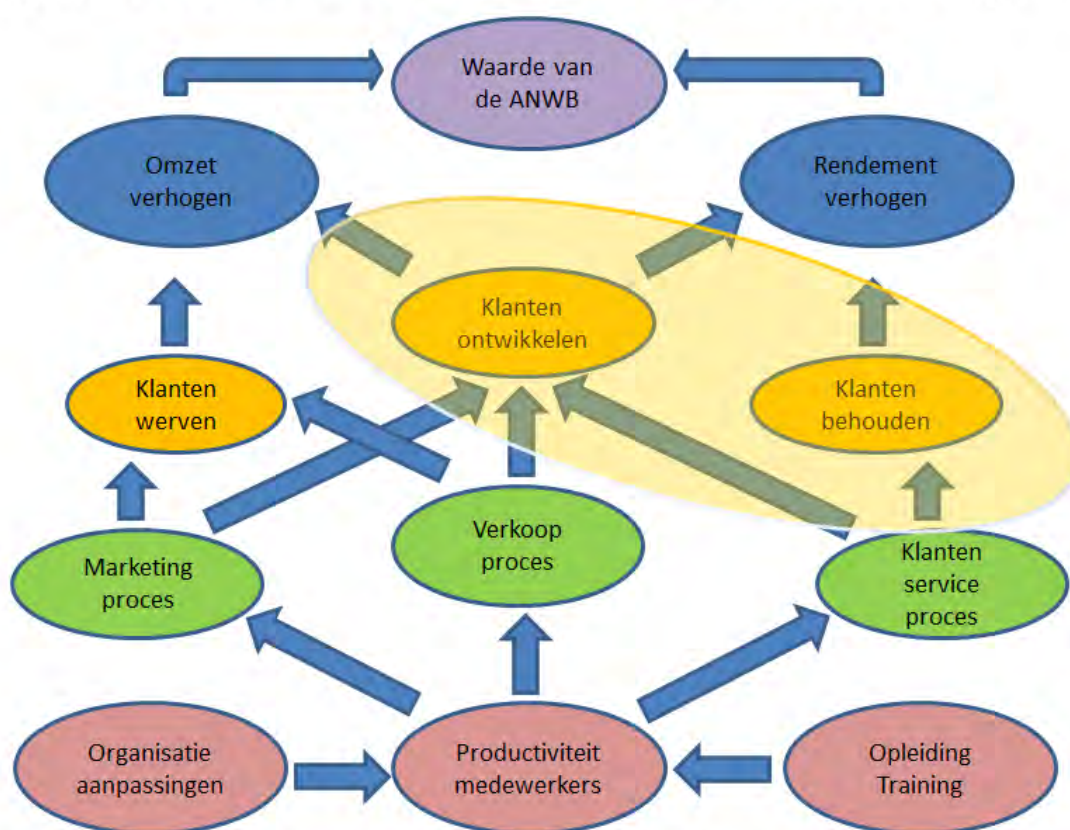 Waarde van
de ANWB
Omzet
verhogen
Rendement
verhogen
Klanten
ontwikkelen
Klanten
werven
Klanten
behouden
Marketing
proces
Verkoop
proces
Klanten
service
proces
Organisatie
aanpassingen
Productiviteit
medewerkers
Opleiding
Training